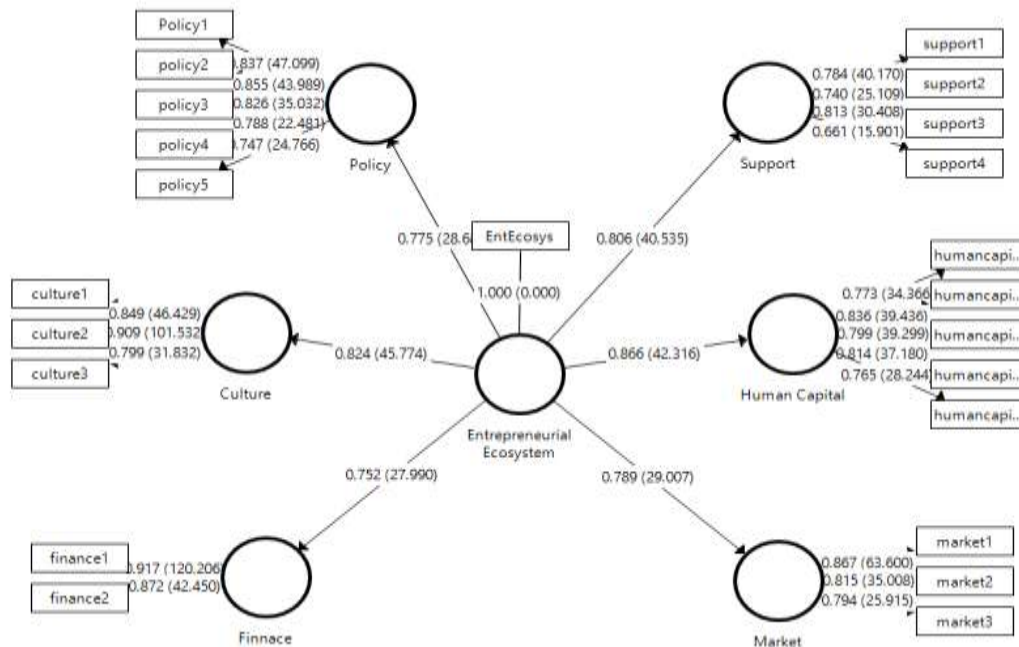 Policy1
policy2
policy3
policy4
policy5
0.837 (47.099)
0.855 (43.989)
0.826 (35.032)
0.788 (22.481)
0.747 (24.766)
Policy
support1
support2
support3
support4
0.784 (40.170)
0.740 (25.109)
0.813 (30.408)
0.661 (15.901)
Support
0.775 (28.6
EntEcosys
0.806 (40.535)
1.000 (0.000)
culture1
culture2
culture3
0.849 (46.429)
0.909 (101.532
0.799 (31.832)
Culture
0.824 (45.774)
0.866 (42.316)
Entrepreneurial
Ecosystem
humancapi...
humancapi...
humancapi...
humancapi...
humancapi...
0.773 (34.366
0.836 (39.436)
0.799 (39.299)
0.814 (37.180)
0.765 (28.244)
Human Capital
0.752 (27.990)
0.789 (29.007)
finance1
finance2
0.917 (120.206)
0.872 (42.450)
Finnace
market1
market2
market3
0.867 (63.600)
0.815 (35.008)
0.794 (25.915)
Market